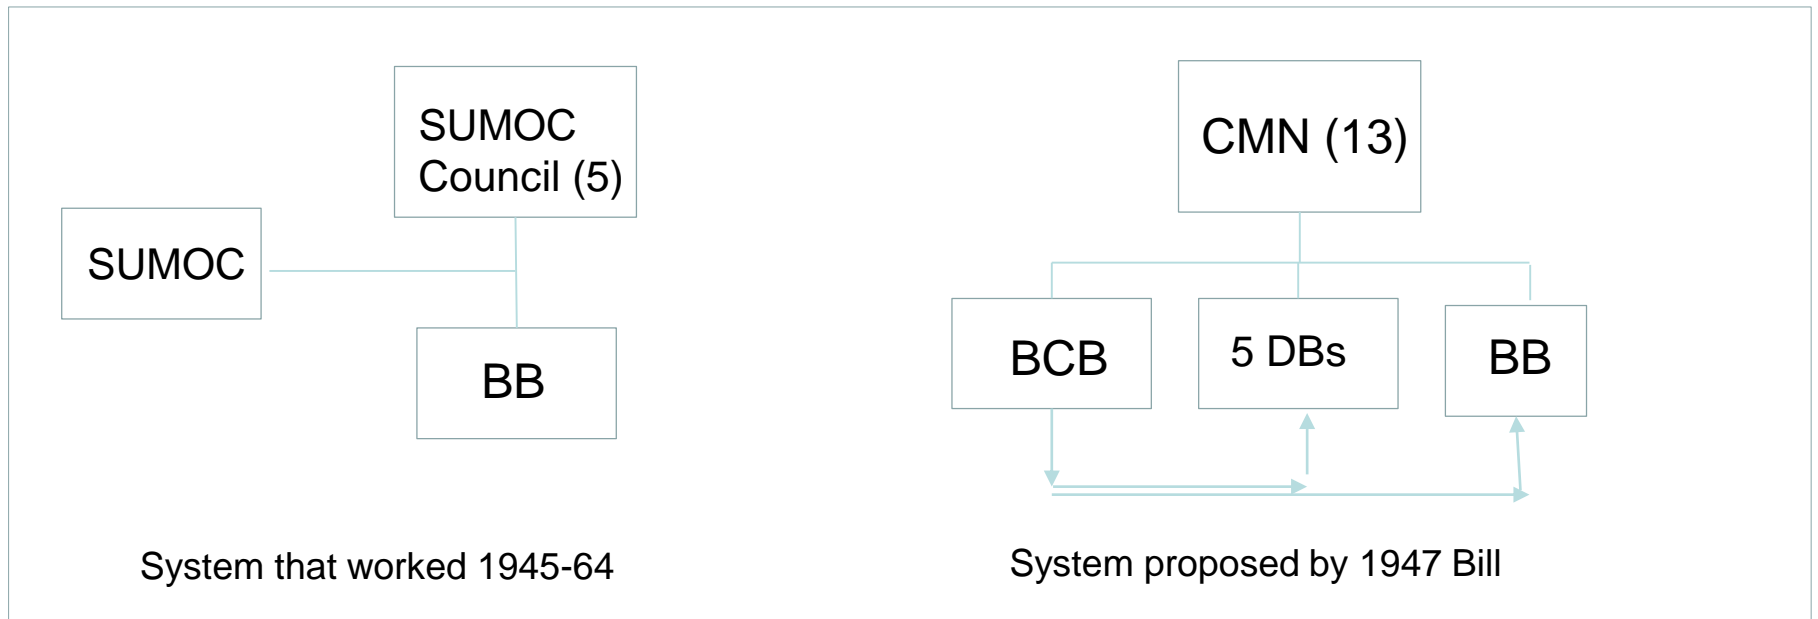 SUMOC
Council (5)
SUMOC
BB
System that worked 1945-64
CMN (13)
BCB
5 DBs
BB
System proposed by 1947 Bill